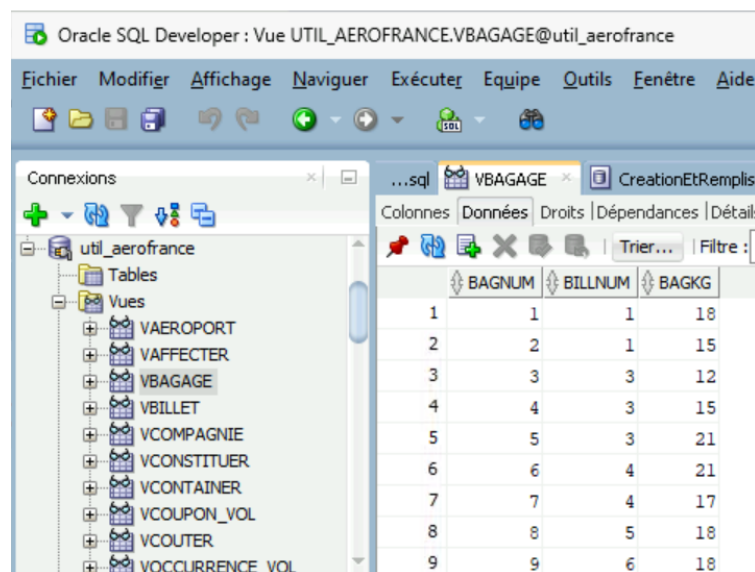 Oracle SQL Developer : Vue UTIL_AEROFRANCE.VBAGAGE@util_aerofrance
Fichier Modifier Affichage Naviguer Exécuter Equipe Outils Fenêtre Aide
SQL
Connexions
...sql VBAGAGE CreationEtRemplis
Colonnes Données Droits Dépendances Détails
Trier... Filtre :
util_aerofrance
Tables
Vues
VAEROPORT
VAFFECTER
VBAGAGE
VBILLET
VCOMPAGNIE
VCONSTITUER
VCONTAINER
VCOUPON_VOL
VCOUTER
VOCCURRENCE_VOL
BAGNUM BILLNUM BAGKG
1 1 1 18
2 2 1 15
3 3 3 12
4 4 3 15
5 5 3 21
6 6 4 21
7 7 4 17
8 8 5 18
9 9 6 18